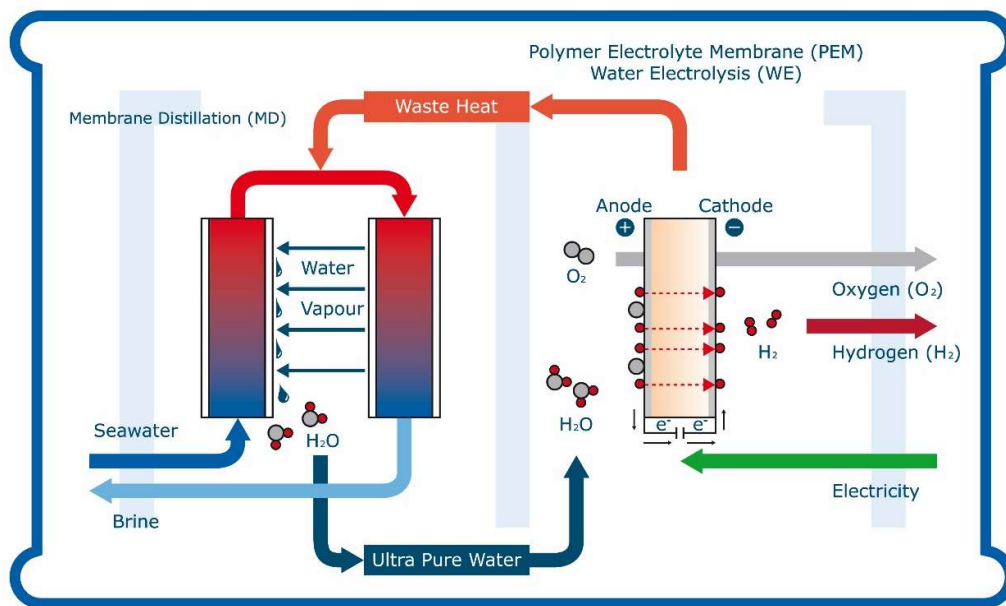 Polymer Electrolyte Membrane (PEM)
Water Electrolysis (WE)
Waste Heat
Membrane Distillation (MD)
Anode
Cathode
+
−
Water
Vapour
O₂
Oxygen (O₂)
H₂
Hydrogen (H₂)
Seawater
H₂O
H₂O
e⁻
e⁻
Electricity
Brine
Ultra Pure Water